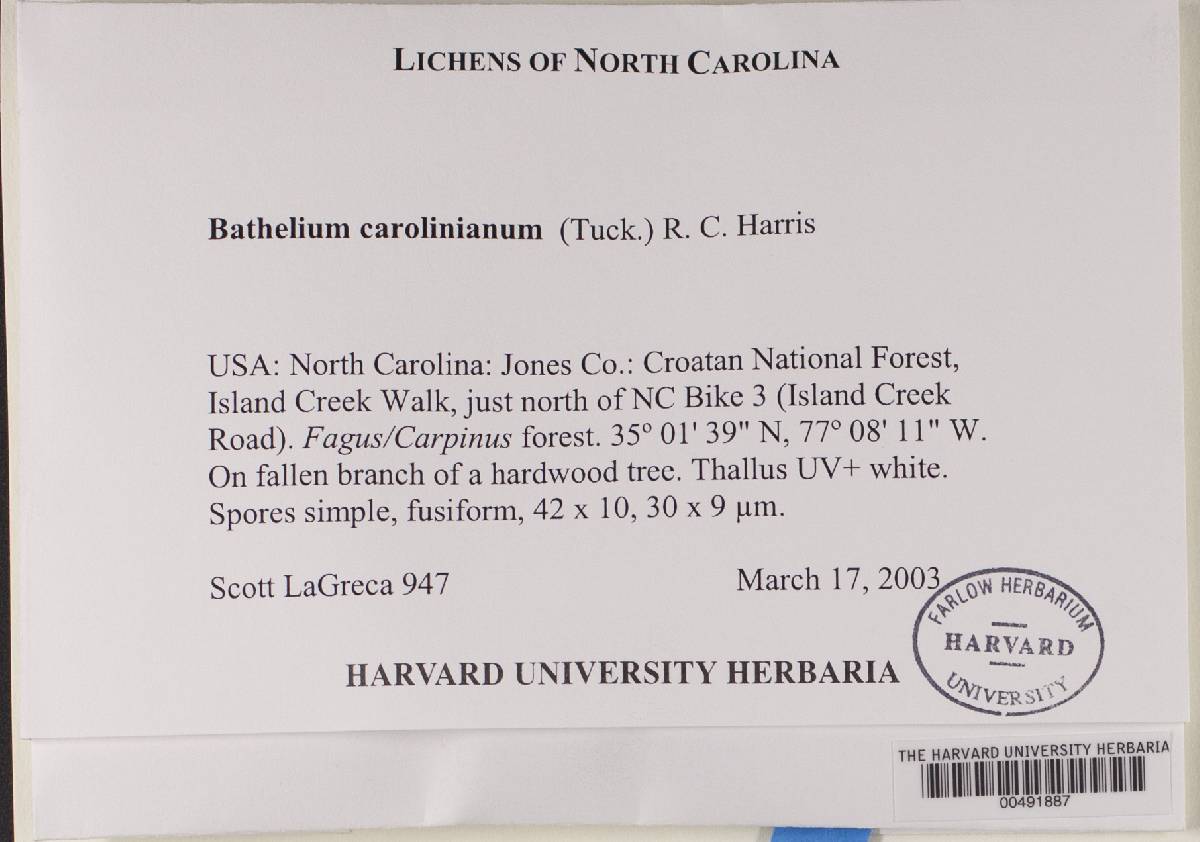 LICHENS OF NORTH CAROLINA
Bathelium carolinianum (Tuck.) R. C. Harris
USA: North Carolina: Jones Co.: Croatan National Forest,
Island Creek Walk, just north of NC Bike 3 (Island Creek
Road). Fagus/Carpinus forest. 35º 01' 39" N, 77º 08' 11" W.
On fallen branch of a hardwood tree. Thallus UV+ white.
Spores simple, fusiform, 42 x 10, 30 x 9 µm.
Scott LaGreca 947 March 17, 2003
HARVARD UNIVERSITY HERBARIA
FARLOW HERBARIUM
HARVARD
UNIVERSITY
THE HARVARD UNIVERSITY HERBARIA
00491887